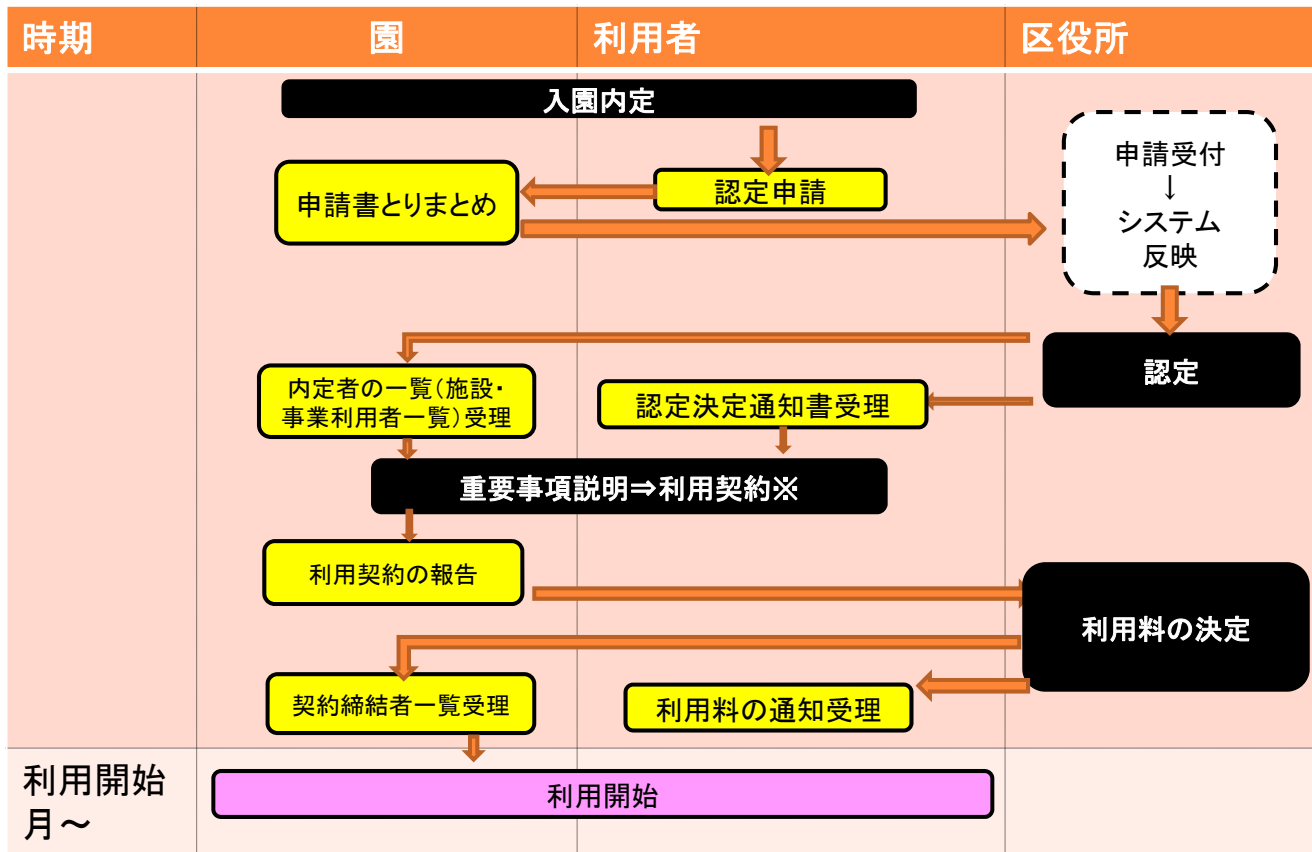 時期
園
利用者
区役所
入園内定
申請受付
↓
システム
反映
認定申請
申請書とりまとめ
認定
内定者の一覧(施設・
事業利用者一覧)受理
認定決定通知書受理
重要事項説明⇒利用契約※
利用契約の報告
利用料の決定
契約締結者一覧受理
利用料の通知受理
利用開始
月～
利用開始